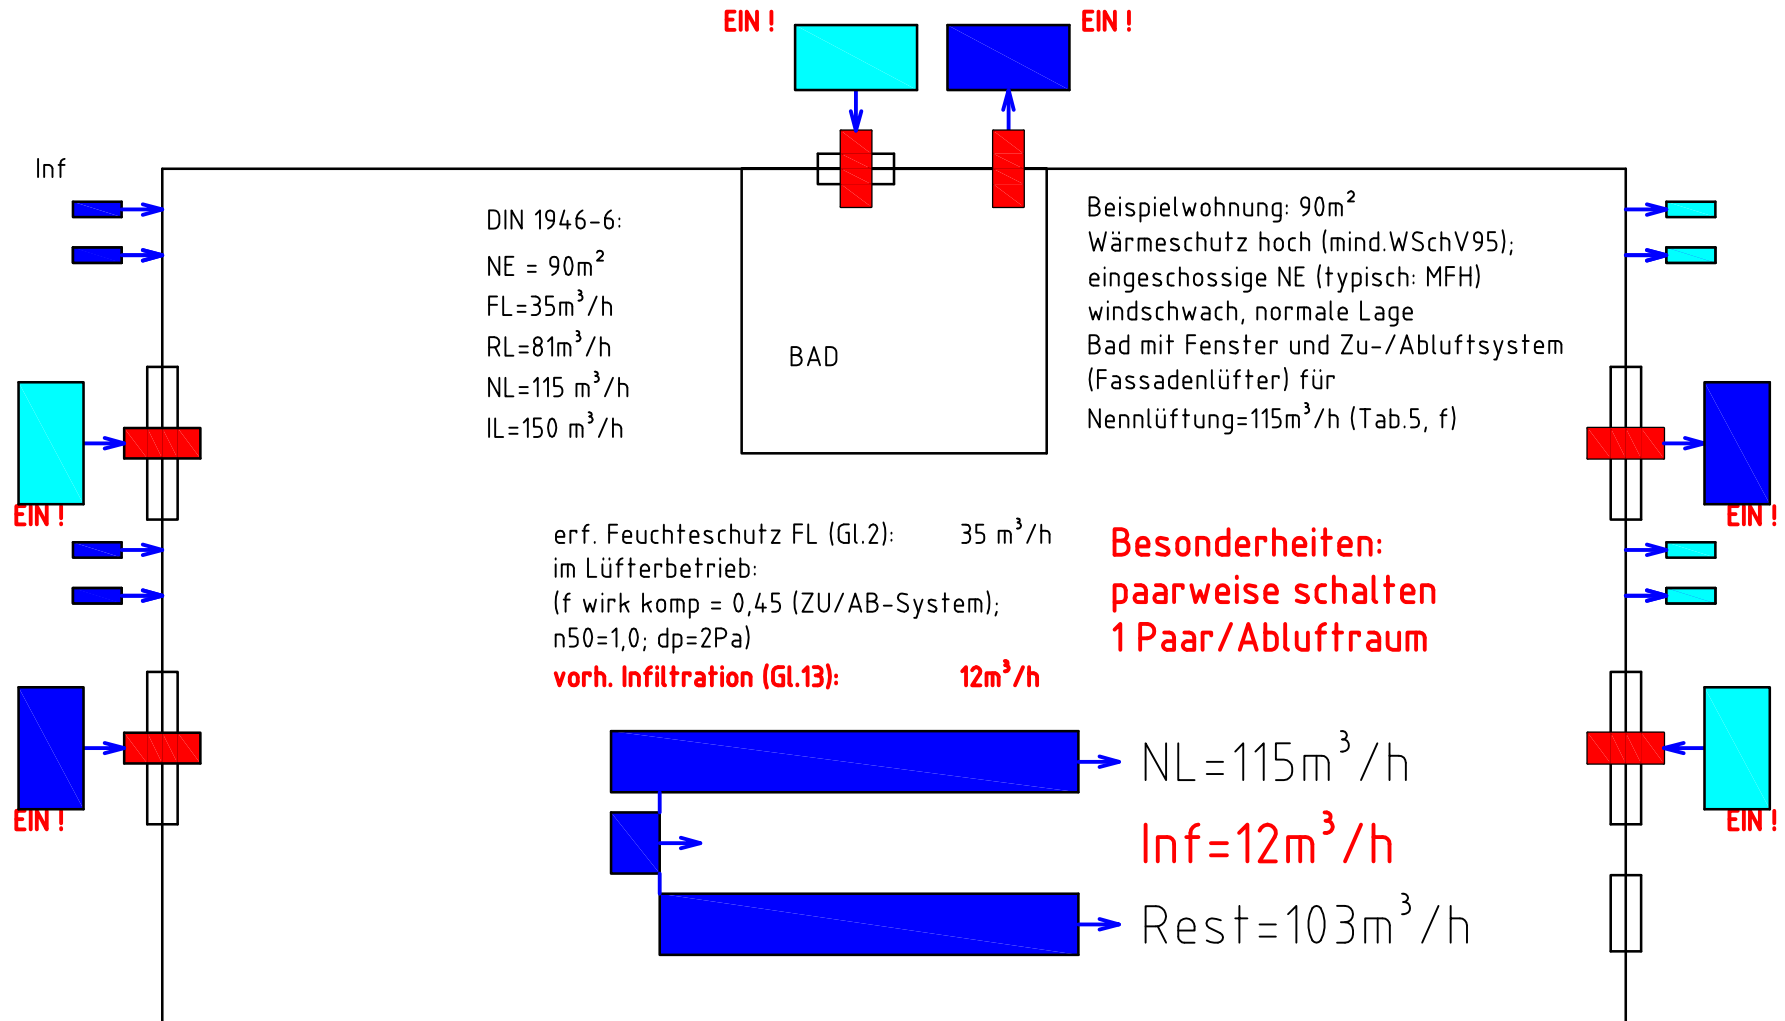 EIN !
EIN !
Inf
DIN 1946-6:
NE = 90m²
FL=35m³/h
RL=81m³/h
NL=115 m³/h
IL=150 m³/h
BAD
Beispielwohnung: 90m²
Wärmeschutz hoch (mind.WSchV95);
eingeschossige NE (typisch: MFH)
windschwach, normale Lage
Bad mit Fenster und Zu-/Abluftsystem
(Fassadenlüfter) für
Nennlüftung=115m³/h (Tab.5, f)
EIN !
EIN !
erf. Feuchteschutz FL (Gl.2): 35 m³/h
im Lüfterbetrieb:
(f wirk komp = 0,45 (ZU/AB-System);
n50=1,0; dp=2Pa)
vorh. Infiltration (Gl.13): 12m³/h
Besonderheiten:
paarweise schalten
1 Paar/Abluftraum
EIN !
EIN !
NL=115m³/h
Inf=12m³/h
Rest=103m³/h